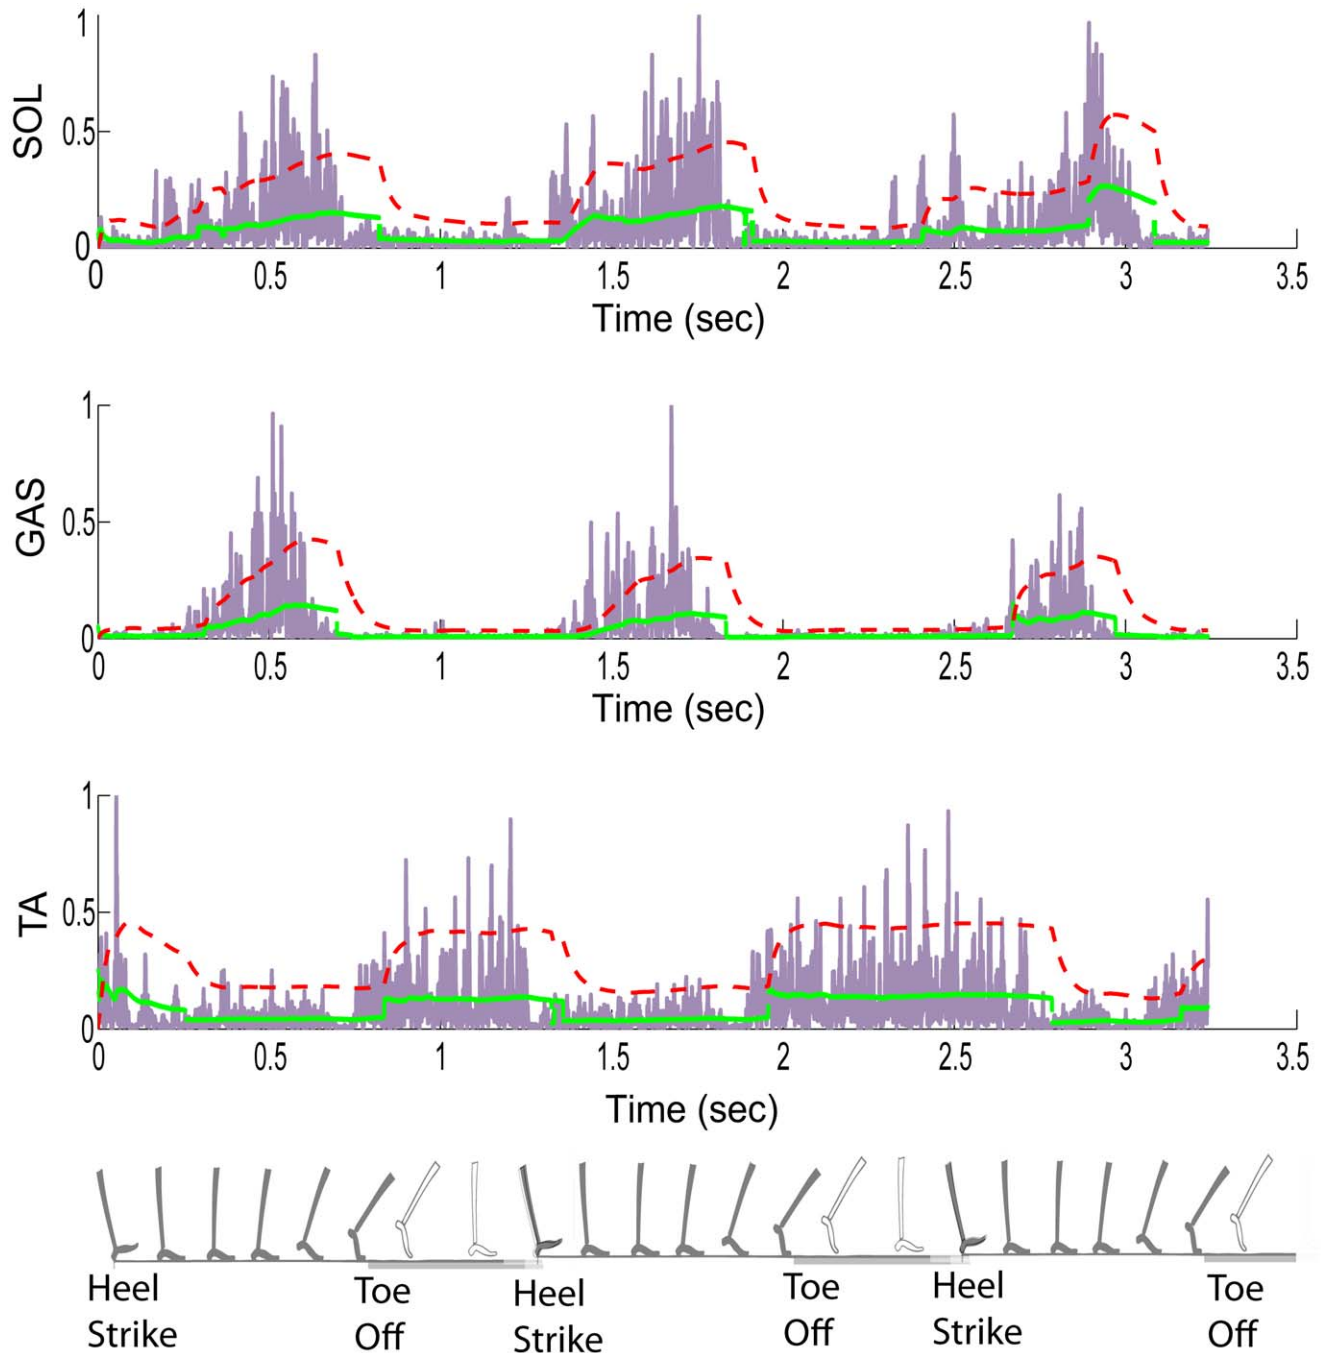 SOL
1
0.5
0
0 0.5 1 1.5 2 2.5 3 3.5
Time (sec)
GAS
1
0.5
0
0 0.5 1 1.5 2 2.5 3 3.5
Time (sec)
TA
1
0.5
0
0 0.5 1 1.5 2 2.5 3 3.5
Time (sec)
Heel Toe Heel Toe Heel Toe
Strike Off Strike Off Strike Off